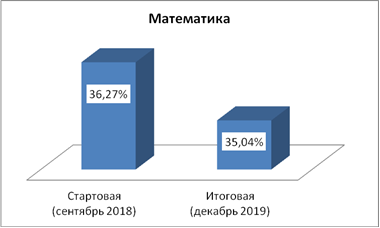 Математика
36,27%
35,04%
Стартовая
(сентябрь 2018)
Итоговая
(декабрь 2019)